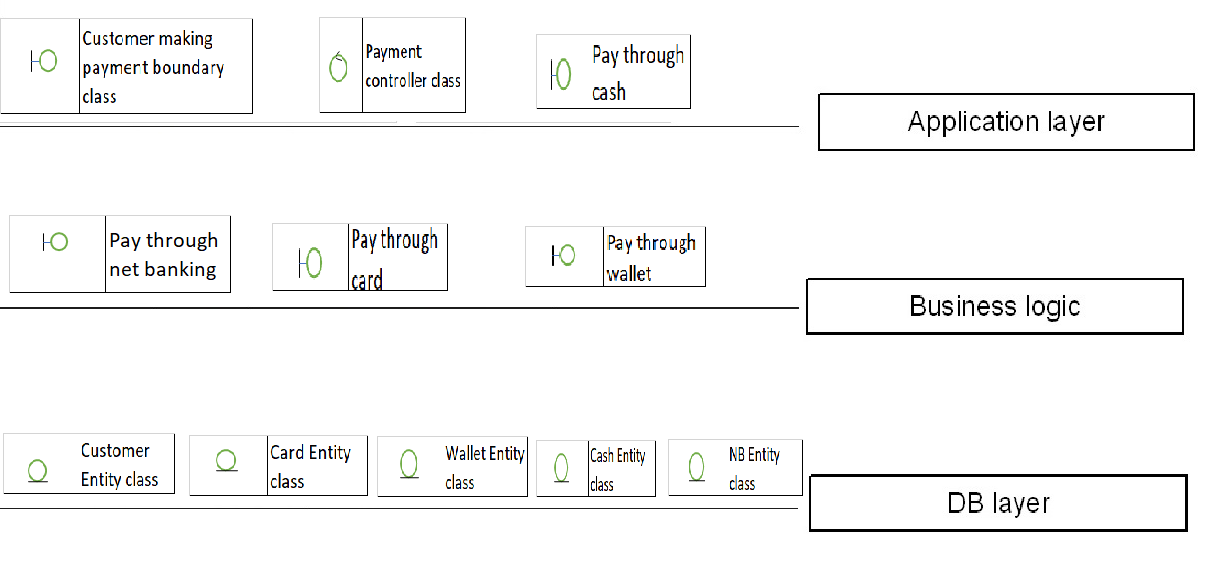 Customer making
payment boundary
class
Payment
controller class
Pay through
cash
Application layer
Pay through
net banking
Pay through
card
Pay through
wallet
Business logic
Customer
Entity class
Card Entity
class
Wallet Entity
class
Cash Entity
class
NB Entity
class
DB layer